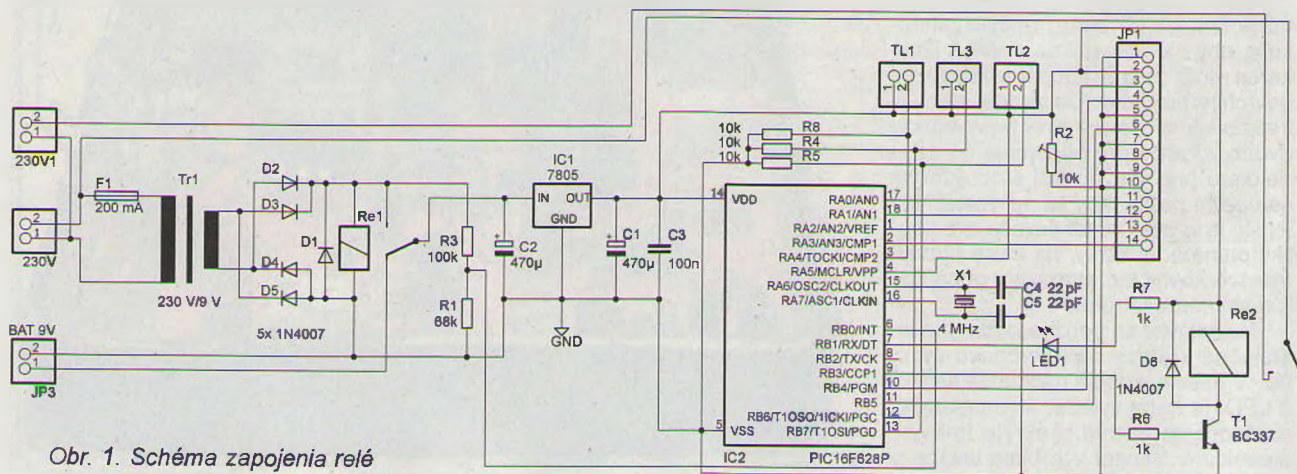 2
1
230V1
F1
200 mA
2
1
230V
Tr1
230 V/9 V
BAT 9V
2
1
JP3
D2
D3
D1
D4
D5
5x 1N4007
Re1
R3
100k
R1
68k
C2
470µ
IC1
7805
IN
OUT
GND
C1
470µ
C3
100n
GND
10k
10k
10k
R8
R4
R5
TL1
1
2
TL3
1
2
TL2
1
2
JP1
1
2
3
4
5
6
7
8
9
10
11
12
13
14
R2
10k
14
VDD
5
VSS
IC2
PIC16F628P
RA0/AN0
17
RA1/AN1
18
RA2/AN2/VREF
1
RA3/AN3/CMP1
2
RA4/TOCKI/CMP2
3
RA5/MCLR/VPP
4
RA6/OSC2/CLKOUT
15
RA7/ASC1/CLKIN
16
RB0/INT
6
RB1/RX/DT
7
RB2/TX/CK
8
RB3/CCP1
9
RB4/PGM
10
RB5
11
RB6/T1OSO/1ICKI/PGC
12
RB7/T1OSI/PGD
13
X1
4 MHz
C4 22 pF
C5 22 pF
LED1
R7
1k
Re2
D6
1N4007
R6
1k
T1
BC337
Obr. 1. Schéma zapojenia relé